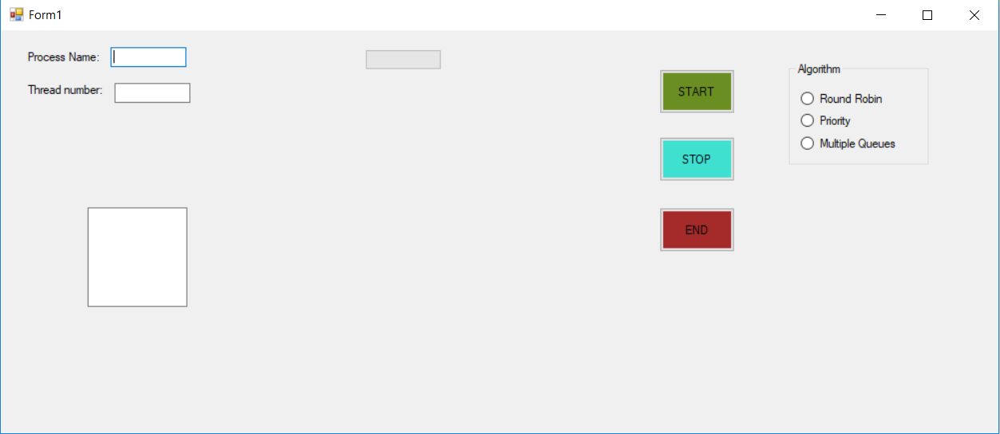 Form1
Process Name:
Thread number:
START
STOP
END
Algorithm
Round Robin
Priority
Multiple Queues